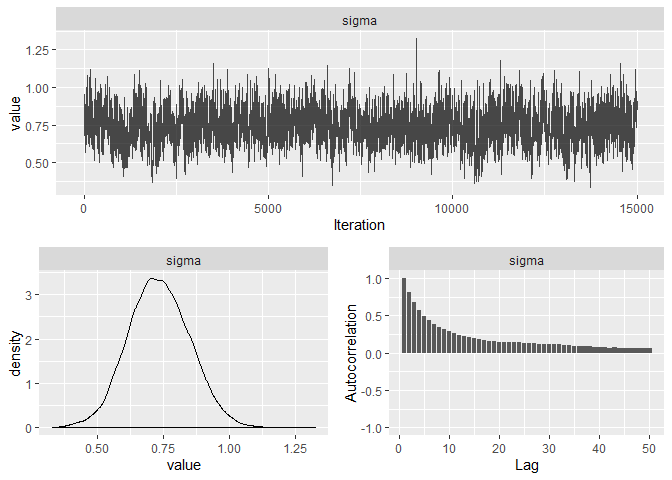 sigma
1.25
1.00
0.75
0.50
value
0 5000 10000 15000
Iteration
sigma
3
2
1
0
density
0.50 0.75 1.00 1.25
value
sigma
1.0
0.5
0.0
-0.5
-1.0
Autocorrelation
0 10 20 30 40 50
Lag